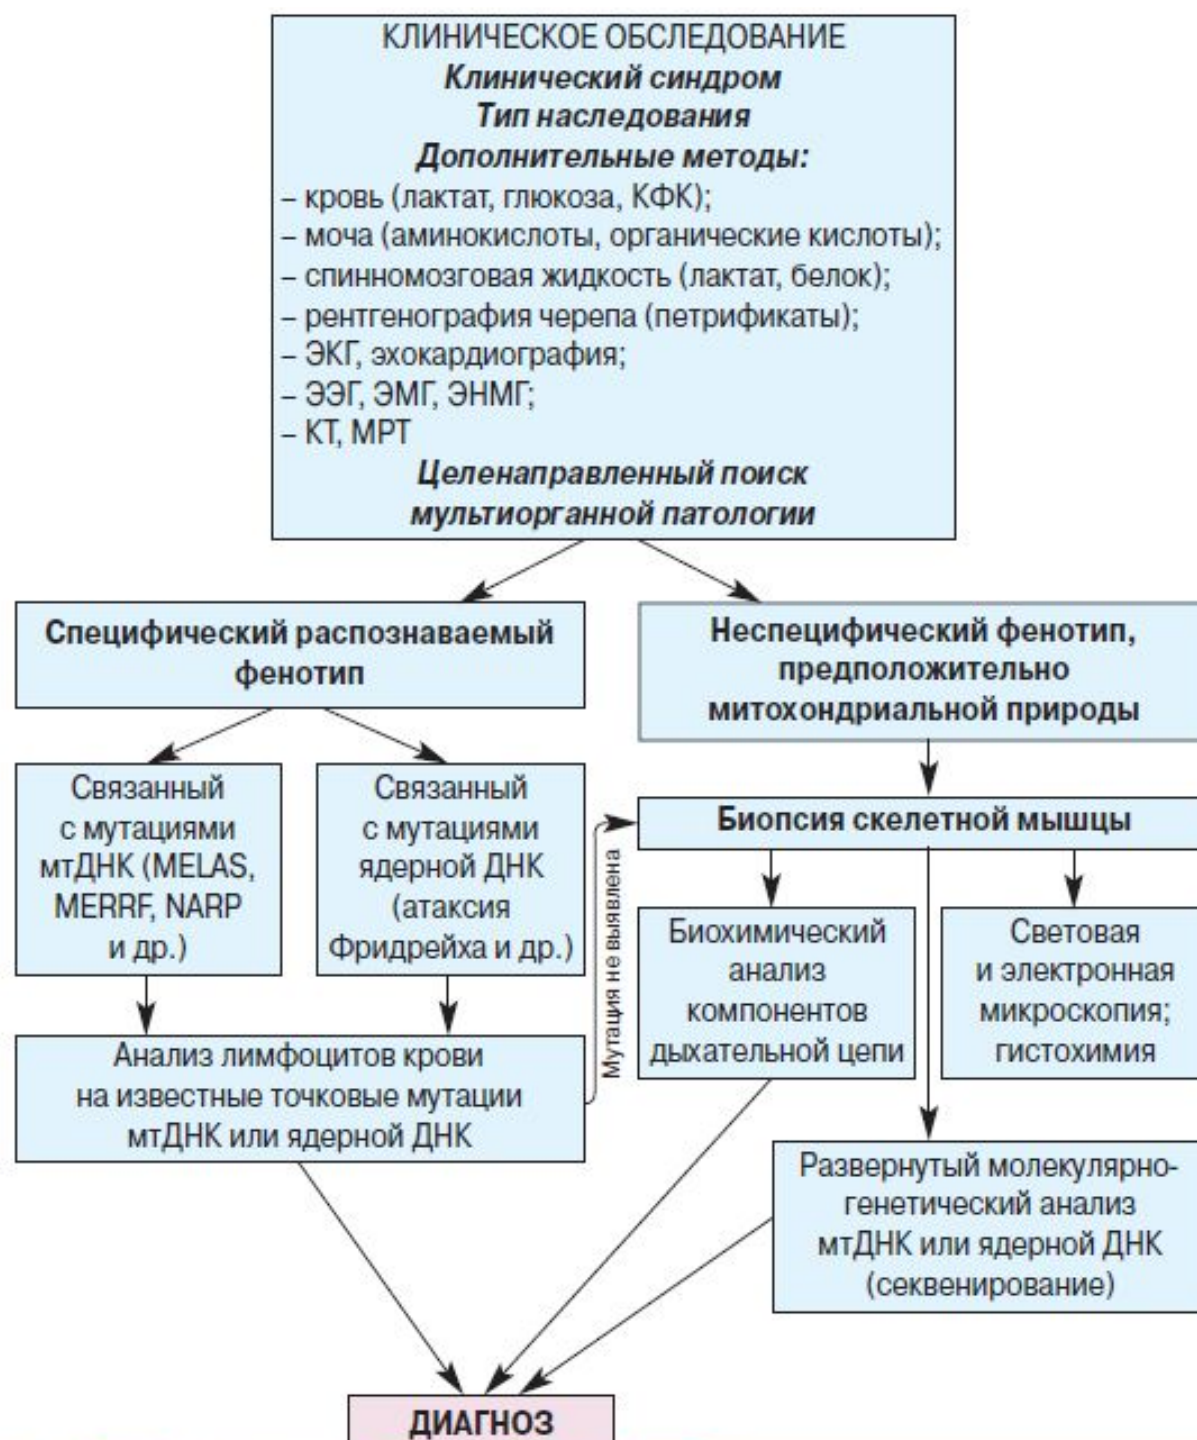 КЛИНИЧЕСКОЕ ОБСЛЕДОВАНИЕ
Клинический синдром
Тип наследования
Дополнительные методы:
– кровь (лактат, глюкоза, КФК);
– моча (аминокислоты, органические кислоты);
– спинномозговая жидкость (лактат, белок);
– рентгенография черепа (петрификаты);
– ЭКГ, эхокардиография;
– ЭЭГ, ЭМГ, ЭНМГ;
– КТ, МРТ
Целенаправленный поиск
мультиорганной патологии
Специфический распознаваемый
фенотип
Неспецифический фенотип,
предположительно
митохондриальной природы
Связанный
с мутациями
мтДНК (MELAS,
MERRF, NARP
и др.)
Связанный
с мутациями
ядерной ДНК
(атаксия
Фридрейха и др.)
Мутация не выявлена
Биопсия скелетной мышцы
Биохимический
анализ
компонентов
дыхательной цепи
Световая
и электронная
микроскопия;
гистохимия
Анализ лимфоцитов крови
на известные точковые мутации
мтДНК или ядерной ДНК
Развернутый молекулярно-
генетический анализ
мтДНК или ядерной ДНК
(секвенирование)
ДИАГНОЗ